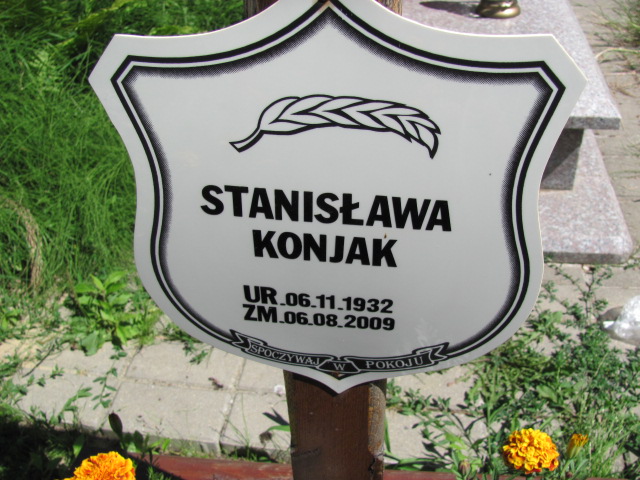 STANISŁAWA
KONJAK
UR. 06.11.1932
ZM. 06.08.2009
SPOCZYWAJ W POKOJU